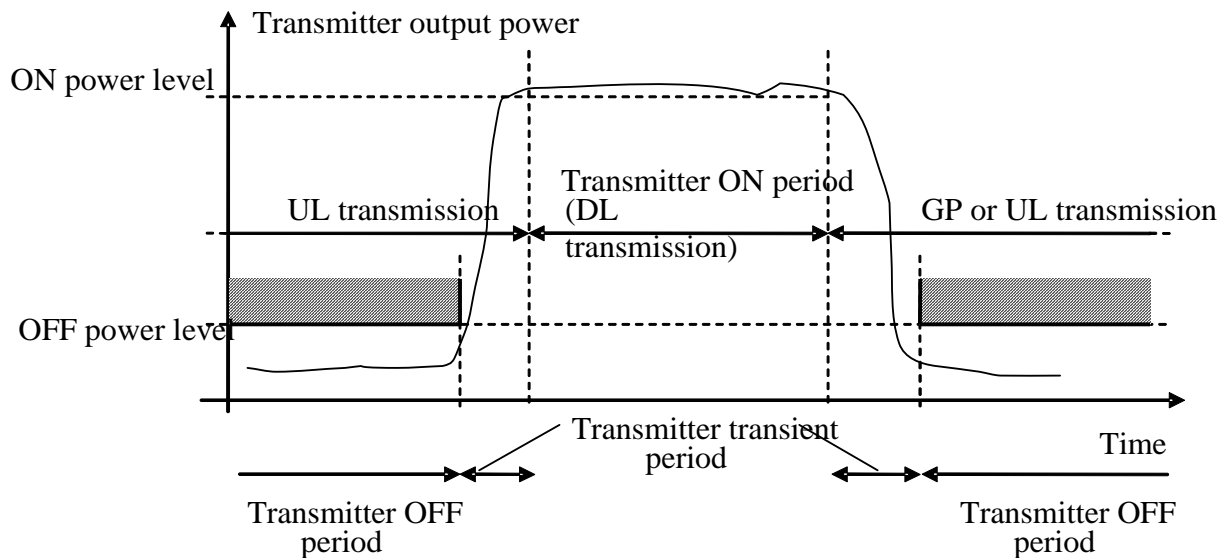 Transmitter output power
ON power level
Transmitter ON period
UL transmission
(DL
GP or UL transmission
transmission)
OFF power level
Transmitter transient
period
Time
Transmitter OFF
period
Transmitter OFF
period